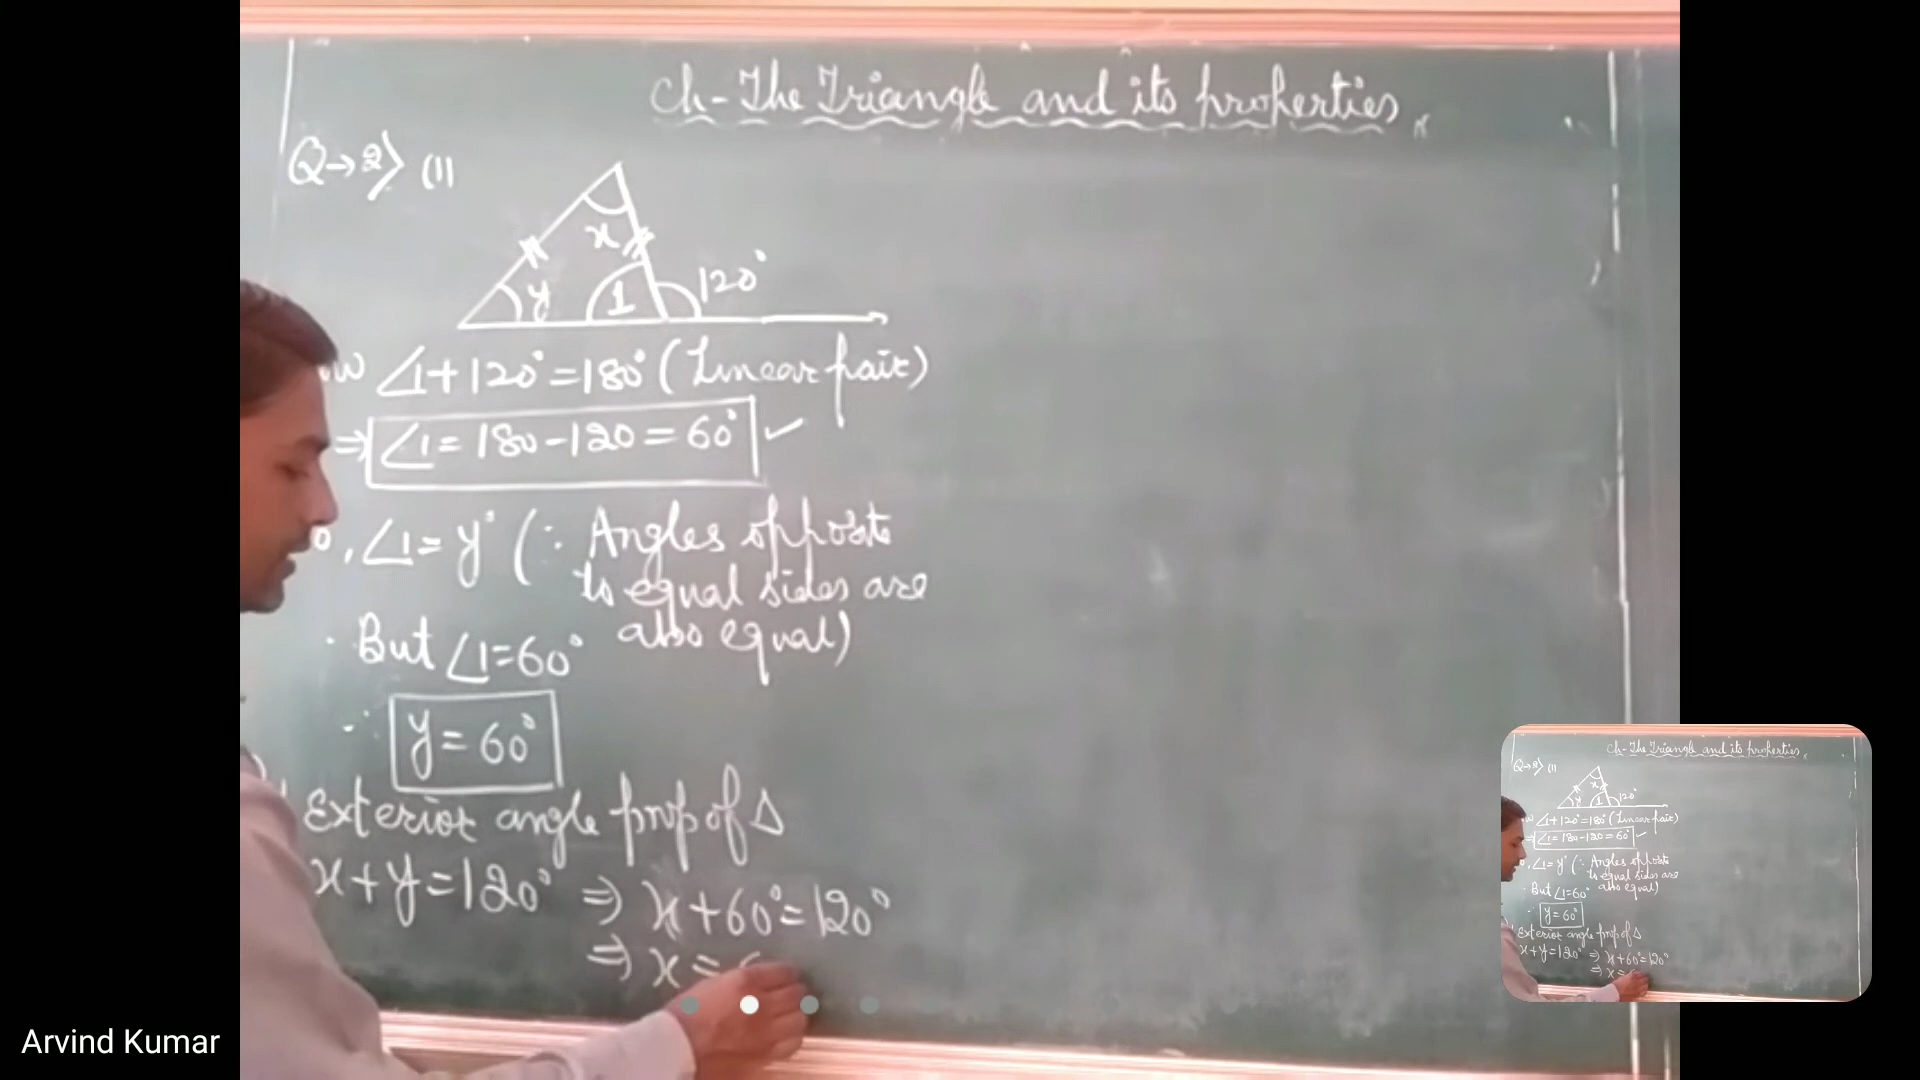 Ch - The Triangle and its properties
Q→2) (i)
x
y
1
120°
∠1 + 120° = 180° (Linear pair)
⇒ ∠1 = 180 - 120 = 60° ✓
∠1 = y° (∵ Angles opposite
to equal sides are
also equal)
But ∠1 = 60°
∴ y = 60°
Exterior angle prop of Δ
x + y = 120° ⇒ x + 60° = 120°
⇒ x =
Arvind Kumar